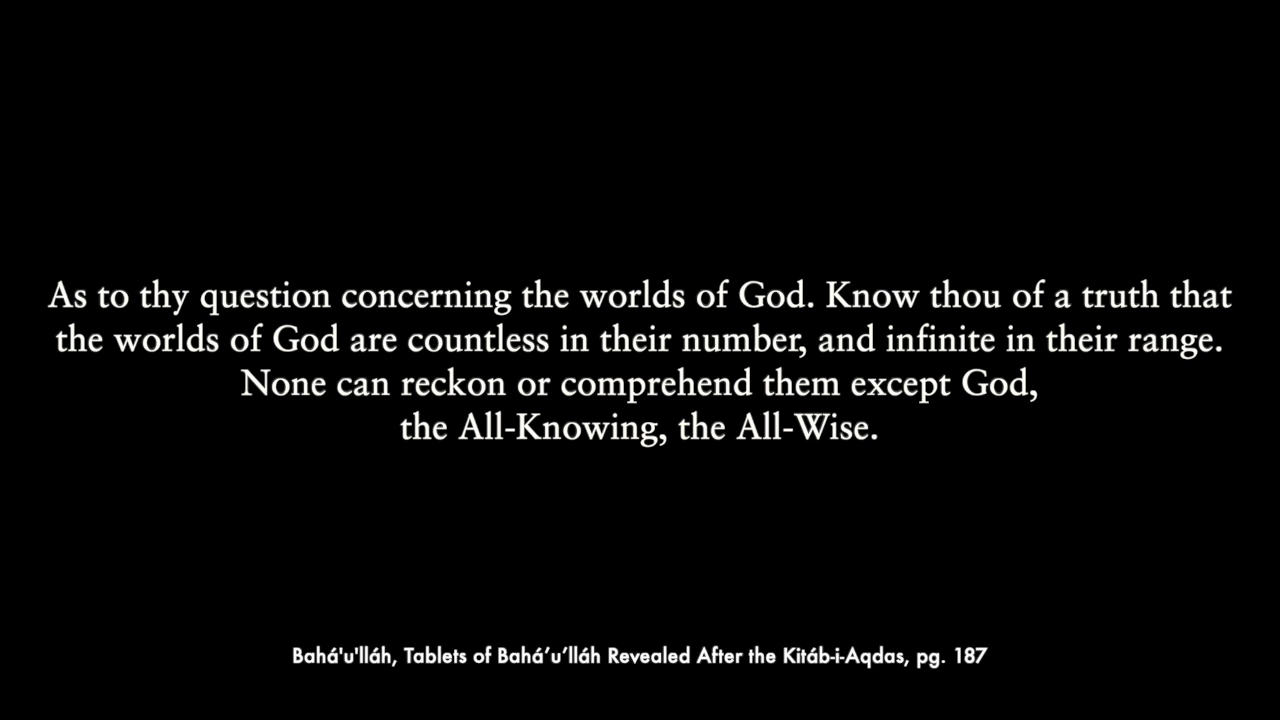 As to thy question concerning the worlds of God. Know thou of a truth that
the worlds of God are countless in their number, and infinite in their range.
None can reckon or comprehend them except God,
the All-Knowing, the All-Wise.
Bahá'u'lláh, Tablets of Bahá’u’lláh Revealed After the Kitáb-i-Aqdas, pg. 187